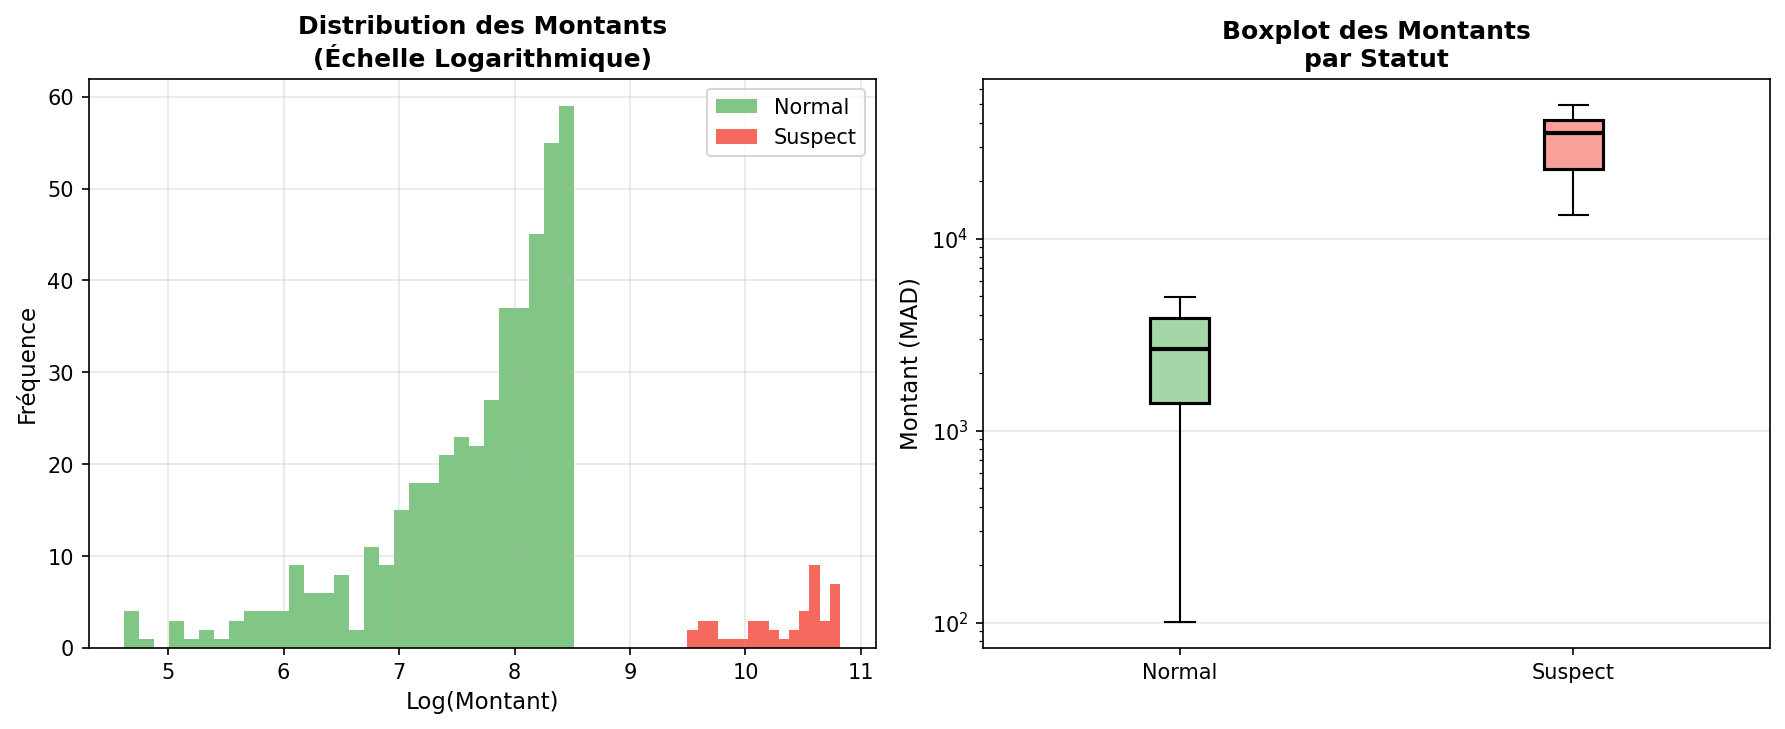 Distribution des Montants
(Échelle Logarithmique)
Fréquence
60
50
40
30
20
10
0
Normal
Suspect
5
6
7
8
9
10
11
Log(Montant)
Boxplot des Montants
par Statut
Montant (MAD)
10⁴
10³
10²
Normal
Suspect